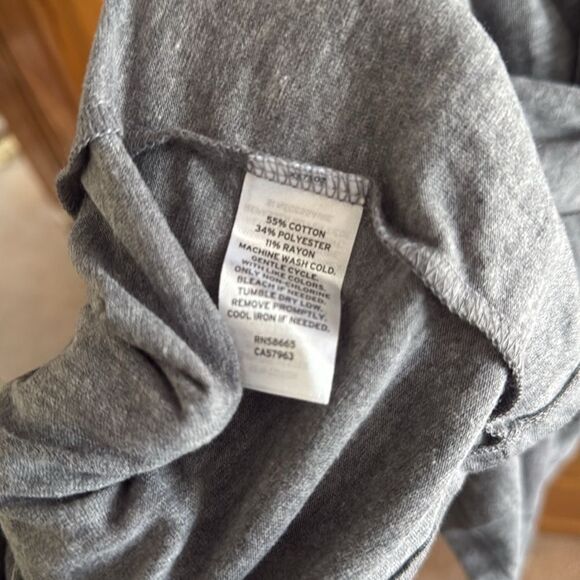 55% COTTON
34% POLYESTER
11% RAYON
MACHINE WASH COLD.
GENTLE CYCLE.
WITH LIKE COLORS.
ONLY NON-CHLORINE
BLEACH IF NEEDED.
TUMBLE DRY LOW.
REMOVE PROMPTLY.
COOL IRON IF NEEDED.
RN58665
CA57963